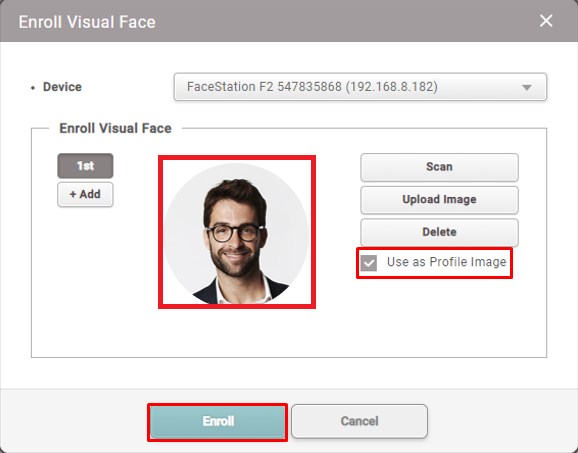 Enroll Visual Face
• Device
FaceStation F2 547835868 (192.168.8.182)
Enroll Visual Face
1st
+ Add
Scan
Upload Image
Delete
Use as Profile Image
Enroll
Cancel